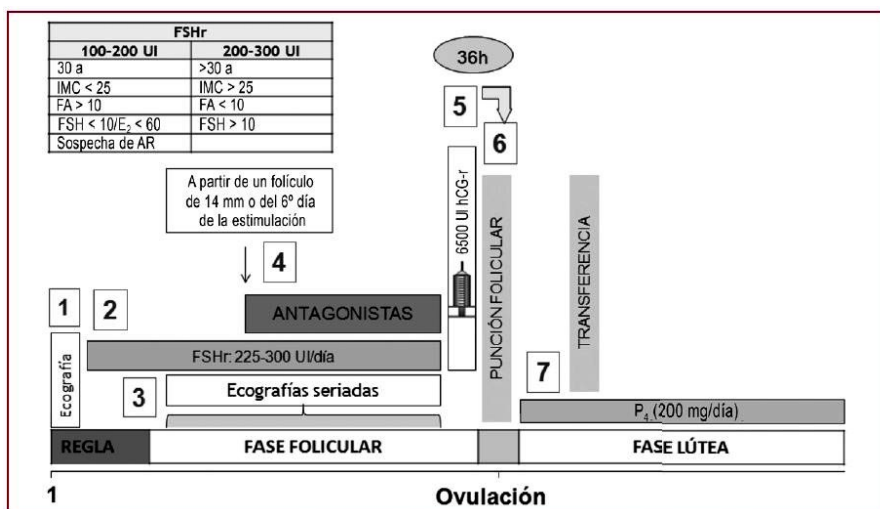 FSHr
100-200 UI 200-300 UI
30 a >30 a
IMC < 25 IMC > 25
FA > 10 FA < 10
FSH < 10/E₂ < 60 FSH > 10
Sospecha de AR
A partir de un folículo
de 14 mm o del 6º día
de la estimulación
36h
5
6
4
1
2
ANTAGONISTAS
6500 UI hCG-r
PUNCIÓN FOLICULAR
TRANSFERENCIA
Ecografía
FSHr: 225-300 UI/día
3
Ecografías seriadas
7
P₄ (200 mg/día)
REGLA FASE FOLICULAR FASE LÚTEA
1 Ovulación